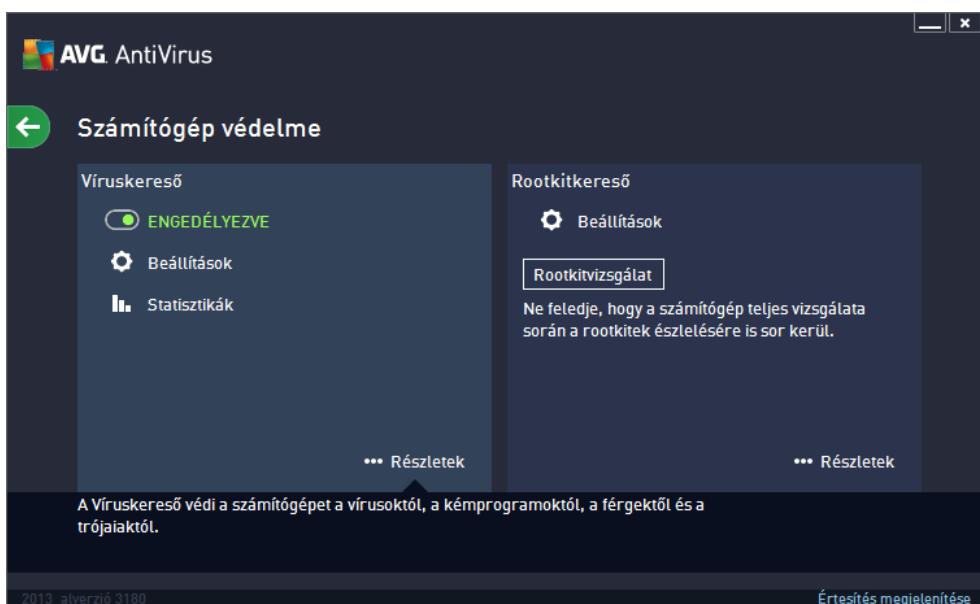 AVG. AntiVirus
Számítógép védelme
Víruskereső
ENGEDÉLYEZVE
Beállítások
Statisztikák
••• Részletek
Rootkitkereső
Beállítások
Rootkitvizsgálat
Ne feledje, hogy a számítógép teljes vizsgálata
során a rootkitek észlelésére is sor kerül.
••• Részletek
A Víruskereső védi a számítógépet a vírusoktól, a kémprogramoktól, a férgektől és a
trójaiaktól.
2013 alverzió 3180
Értesítés megjelenítése